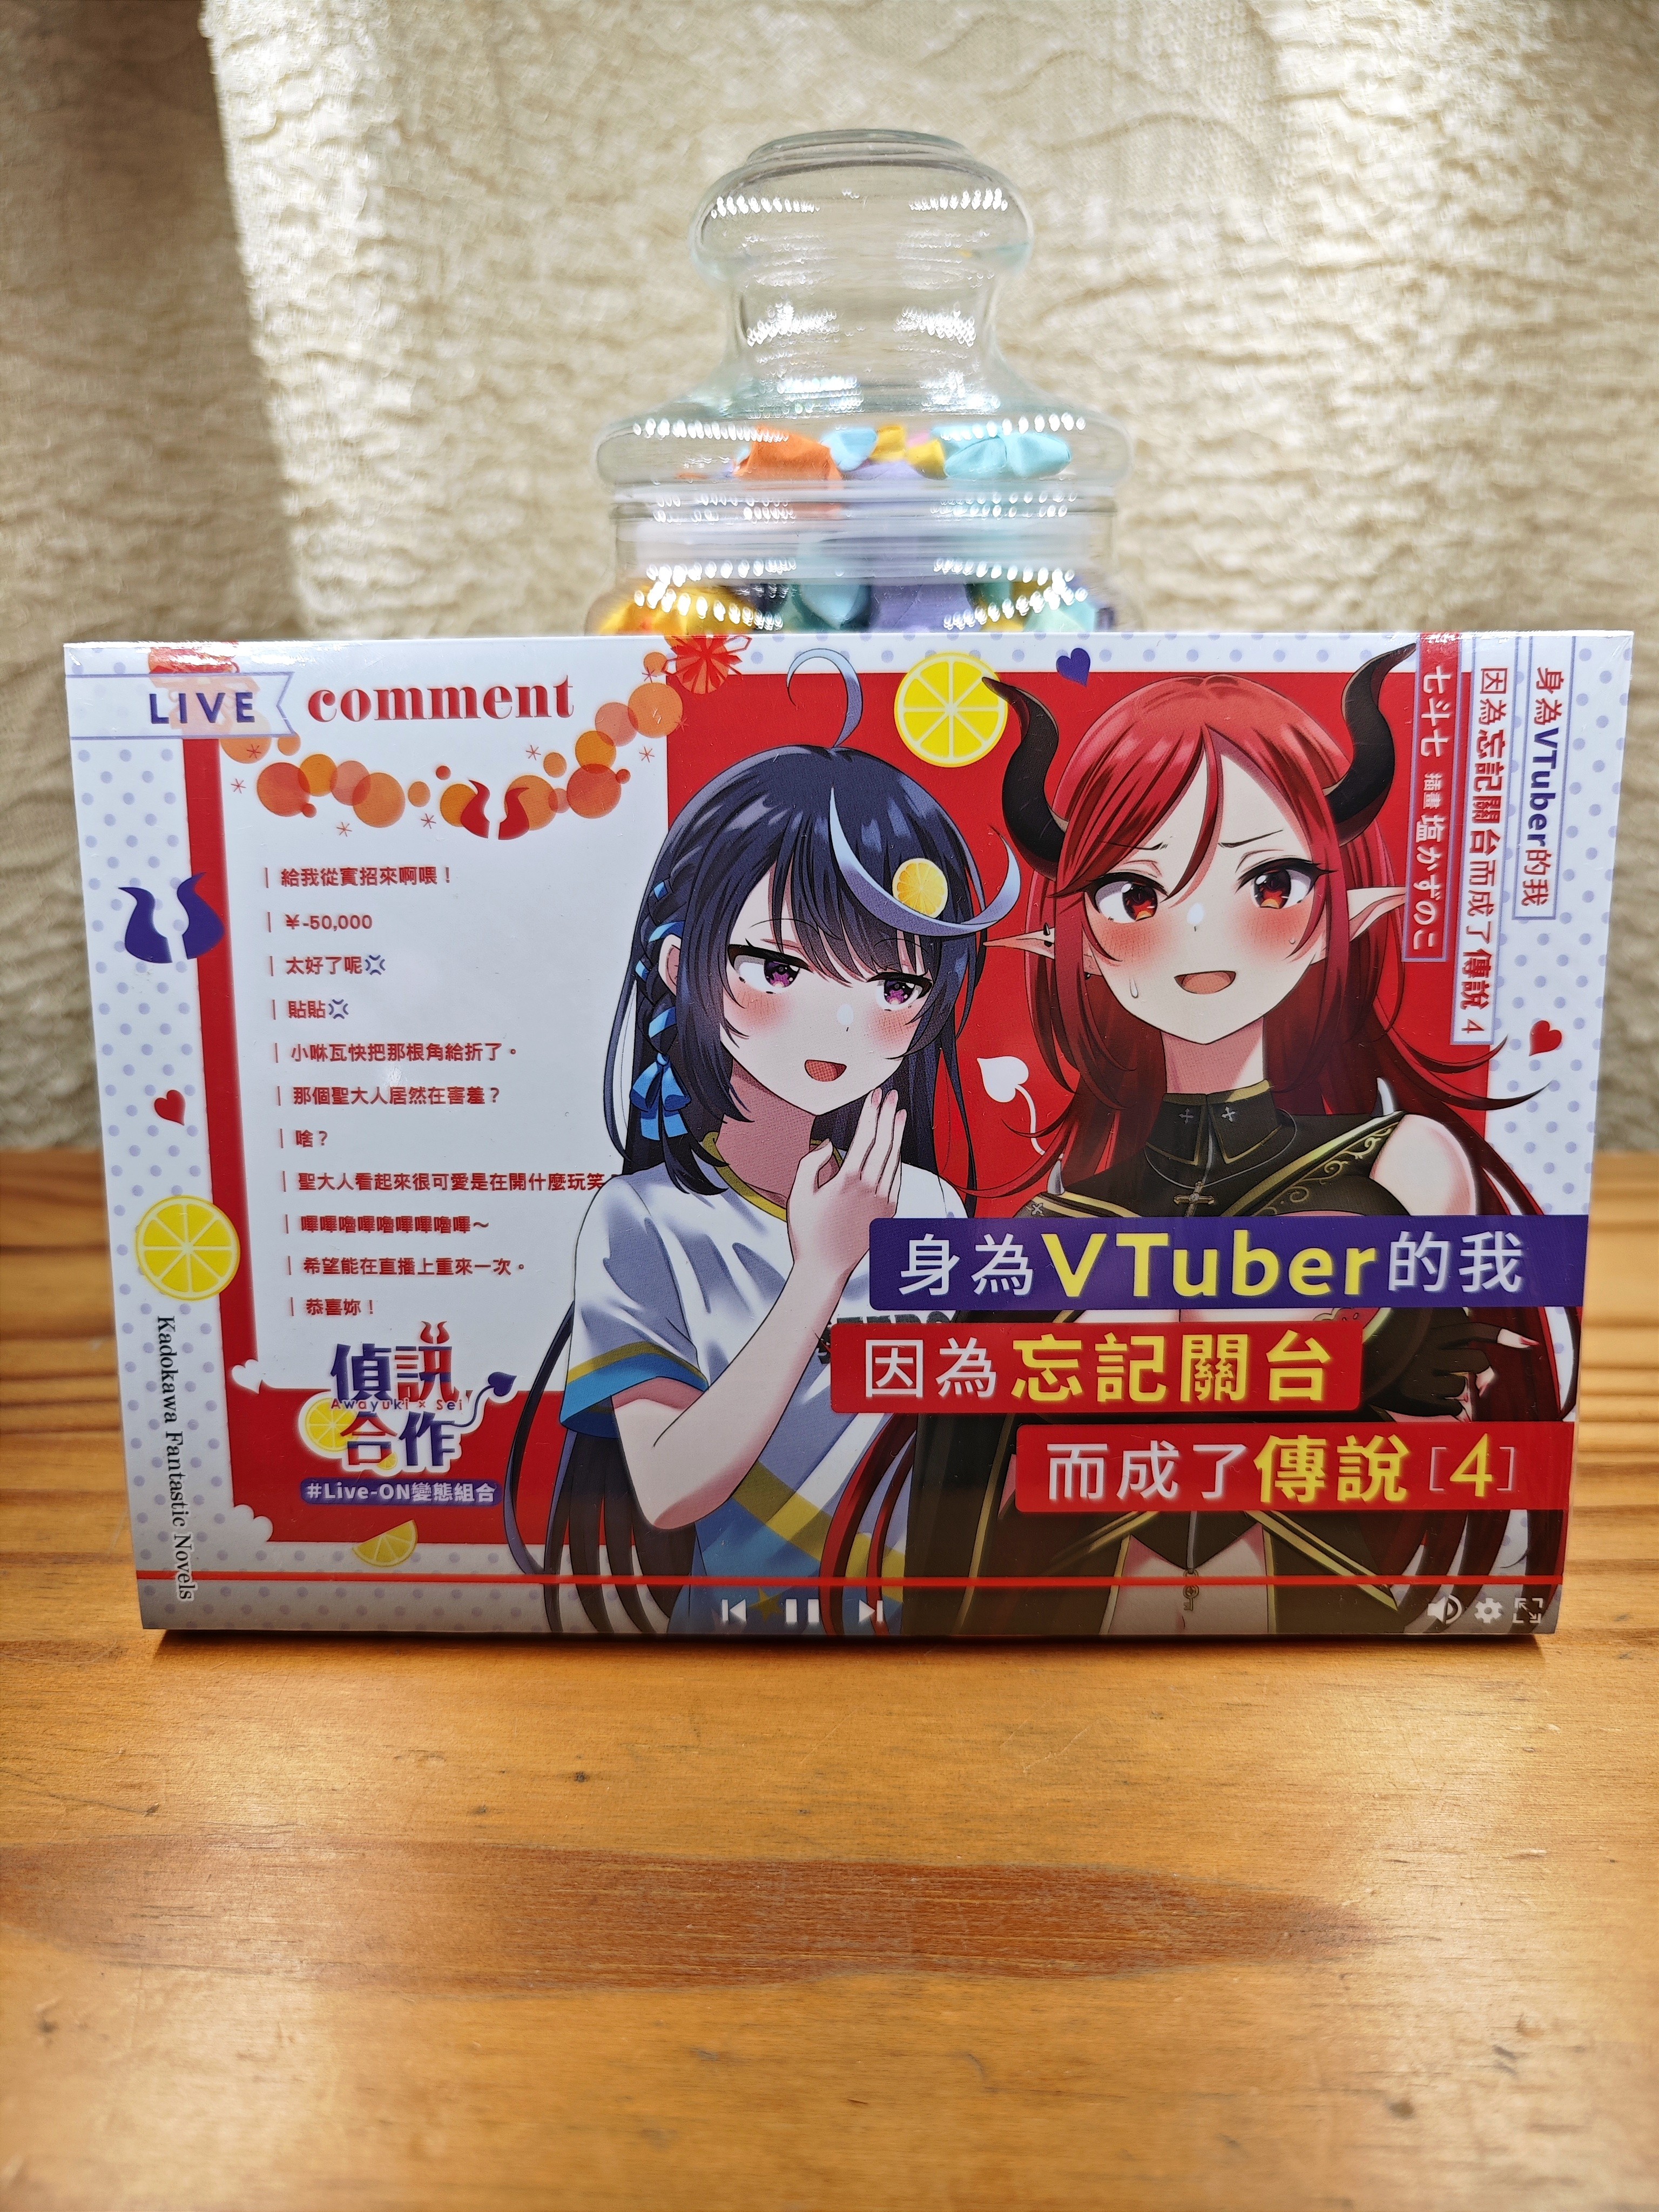 LIVE
comment
給我從實招來啊喂！
¥-50,000
太好了呢
貼貼
小咻瓦快把那根角給折了。
那個聖大人居然在害羞？
啥？
聖大人看起來很可愛是在開什麼玩笑
嗶嗶嚕嗶嚕嗶嗶嚕嗶～
希望能在直播上重來一次。
恭喜妳！
偵訊
Awayuki × Sei
合作
#Live-ON變態組合
Kadokawa Fantastic Novels
身為VTuber的我
因為忘記關台而成了傳說 4
七斗七 插畫 塩かずのこ
身為VTuber的我
因為忘記關台
而成了傳說［4］